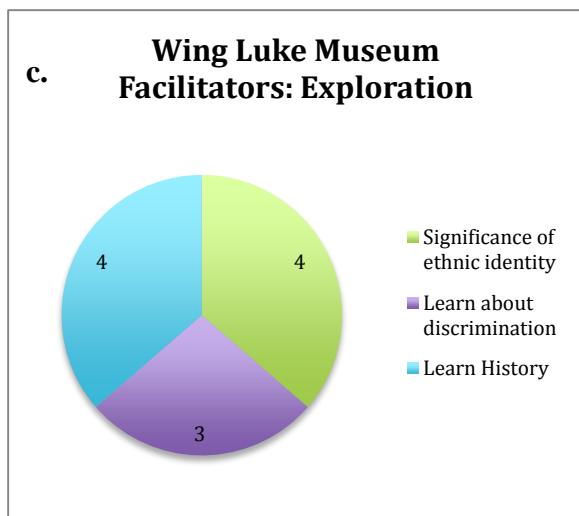 c.
Wing Luke Museum
Facilitators: Exploration
4
4
3
Significance of
ethnic identity
Learn about
discrimination
Learn History